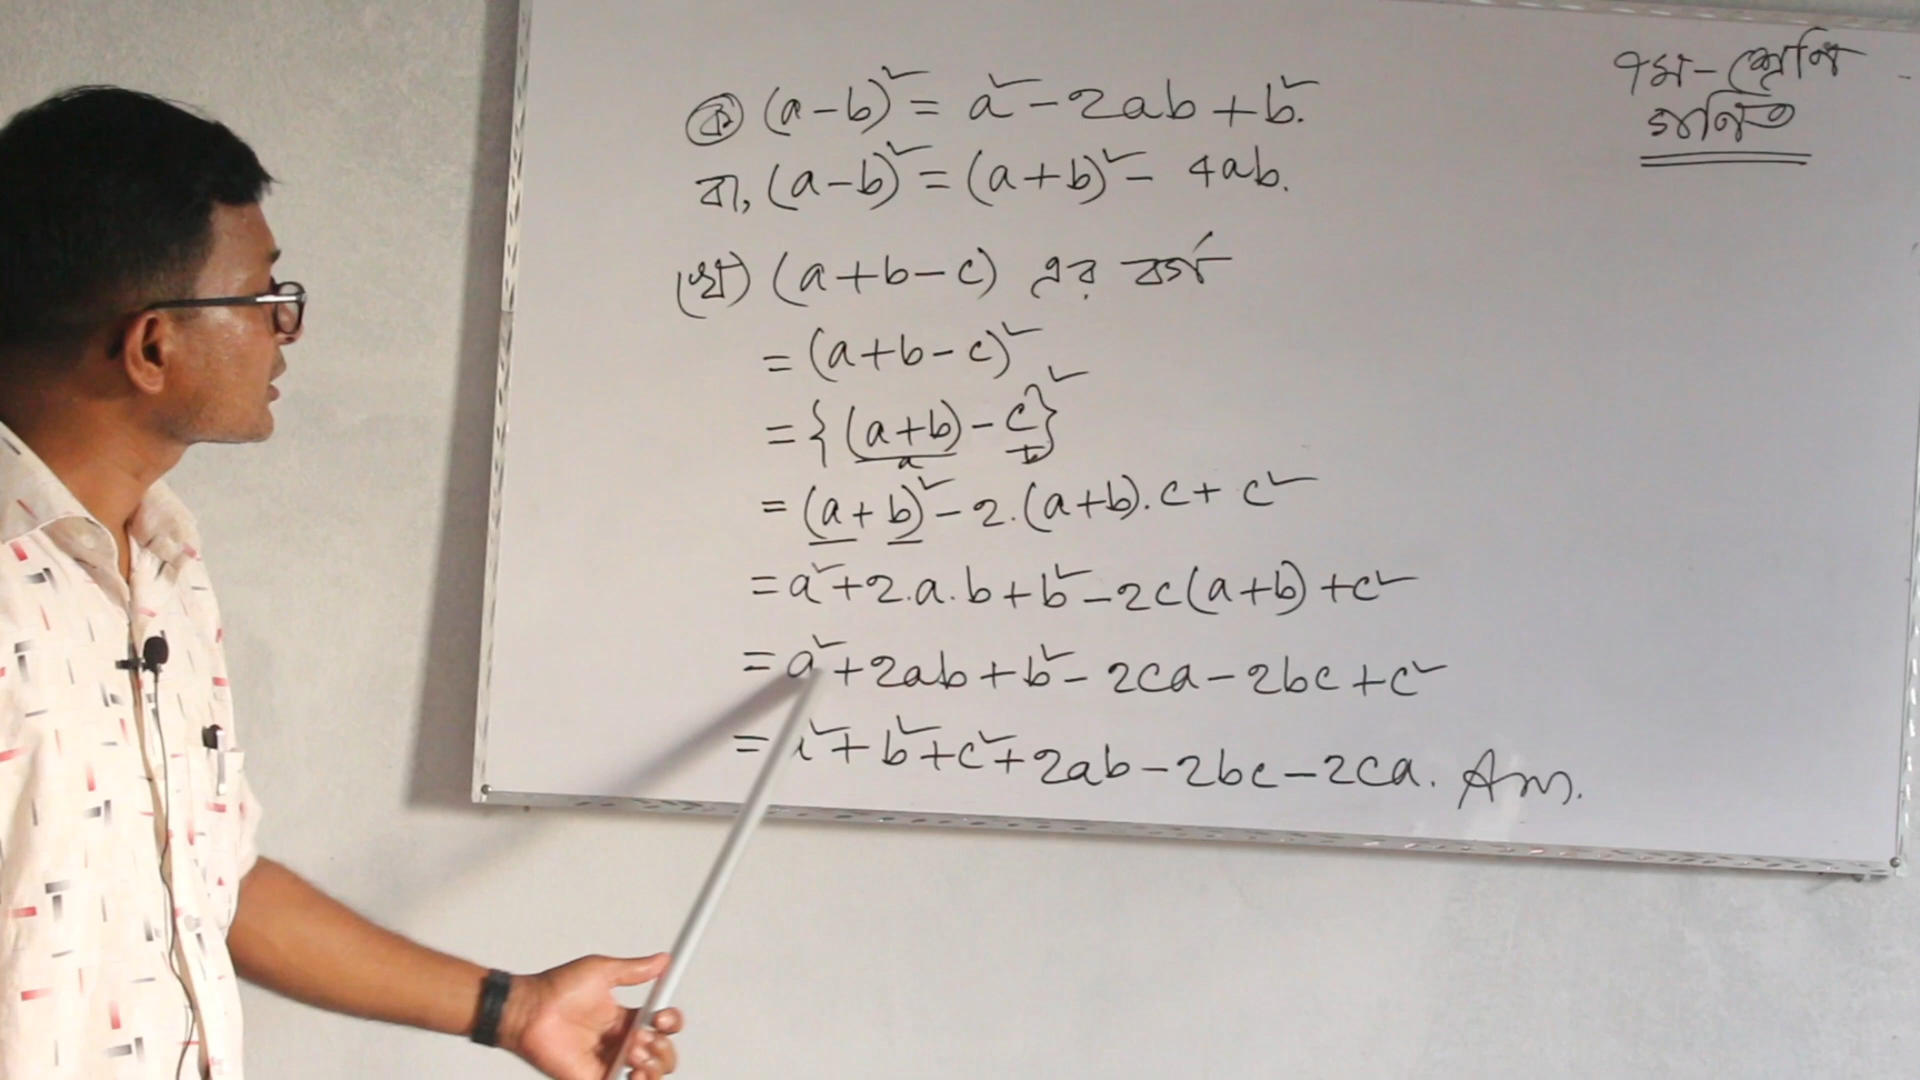 ৭ম-শ্রেণি
গনিত
(ক) (a-b)² = a² - 2ab + b².
বা, (a-b)² = (a+b)² - 4ab.
(খ) (a+b-c) এর বর্গ
= (a+b-c)²
= {(a+b) - c}²
a b
= (a+b)² - 2.(a+b).c + c²
= a² + 2.a.b + b² - 2c(a+b) + c²
= a² + 2ab + b² - 2ca - 2bc + c²
= a² + b² + c² + 2ab - 2bc - 2ca. Ans.